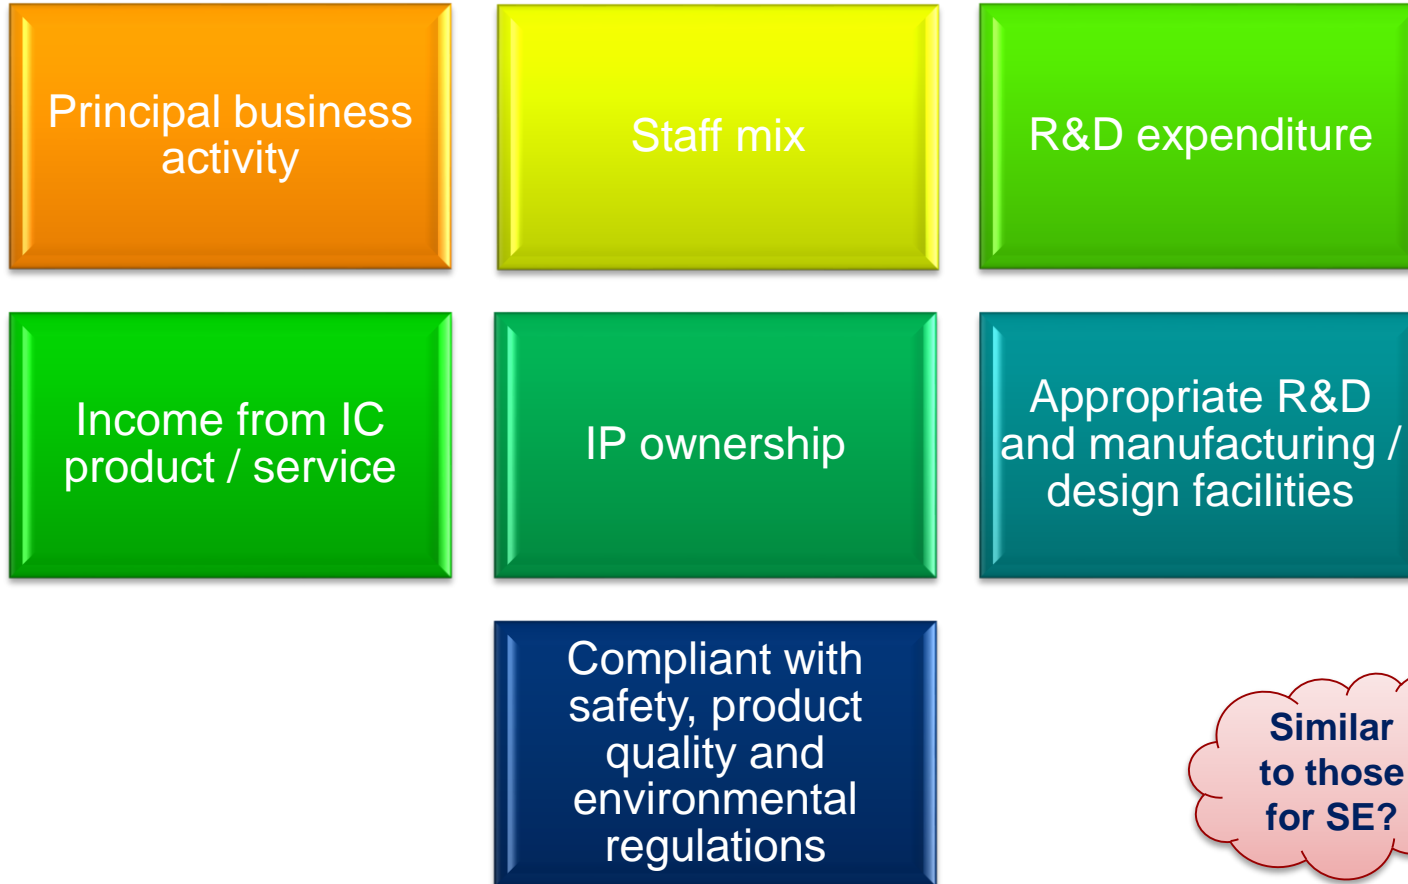 Principal business
activity
Staff mix
R&D expenditure
Income from IC
product / service
IP ownership
Appropriate R&D
and manufacturing /
design facilities
Compliant with
safety, product
quality and
environmental
regulations
Similar
to those
for SE?